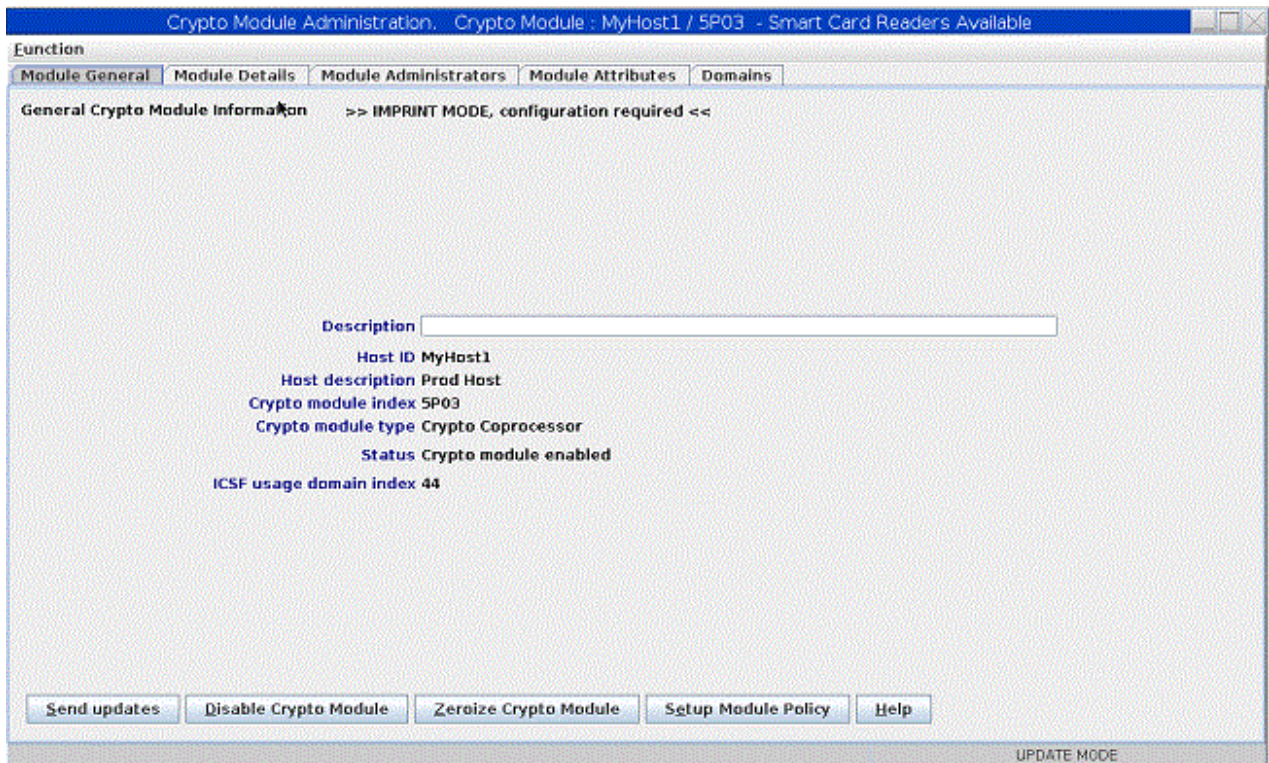 Crypto Module Administration. Crypto Module : MyHost1 / 5P03 - Smart Card Readers Available
Function
Module General Module Details Module Administrators Module Attributes Domains
General Crypto Module Information >> IMPRINT MODE, configuration required <<
Description
Host ID MyHost1
Host description Prod Host
Crypto module index 5P03
Crypto module type Crypto Coprocessor
Status Crypto module enabled
ICSF usage domain index 44
Send updates Disable Crypto Module Zeroize Crypto Module Setup Module Policy Help
UPDATE MODE